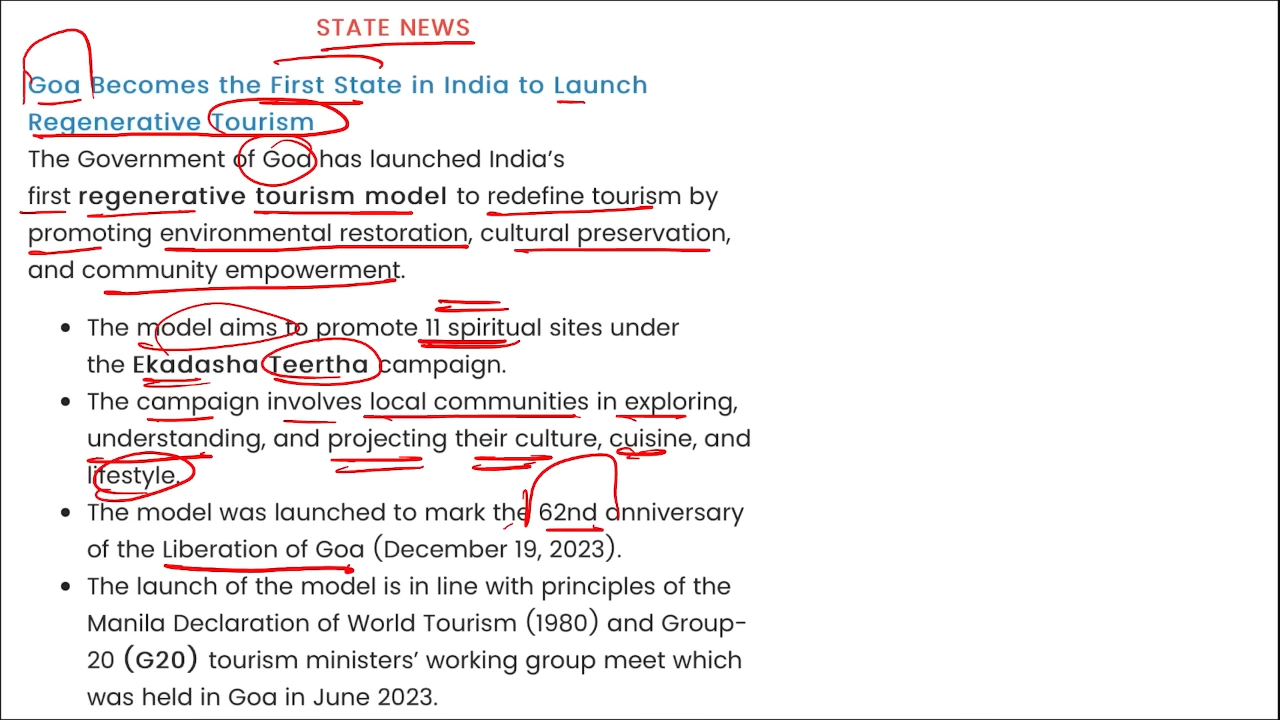 STATE NEWS
Goa Becomes the First State in India to Launch
Regenerative Tourism
The Government of Goa has launched India’s
first regenerative tourism model to redefine tourism by
promoting environmental restoration, cultural preservation,
and community empowerment.
• The model aims to promote 11 spiritual sites under
the Ekadasha Teertha campaign.
• The campaign involves local communities in exploring,
understanding, and projecting their culture, cuisine, and
lifestyle.
• The model was launched to mark the 62nd anniversary
of the Liberation of Goa (December 19, 2023).
• The launch of the model is in line with principles of the
Manila Declaration of World Tourism (1980) and Group-
20 (G20) tourism ministers’ working group meet which
was held in Goa in June 2023.